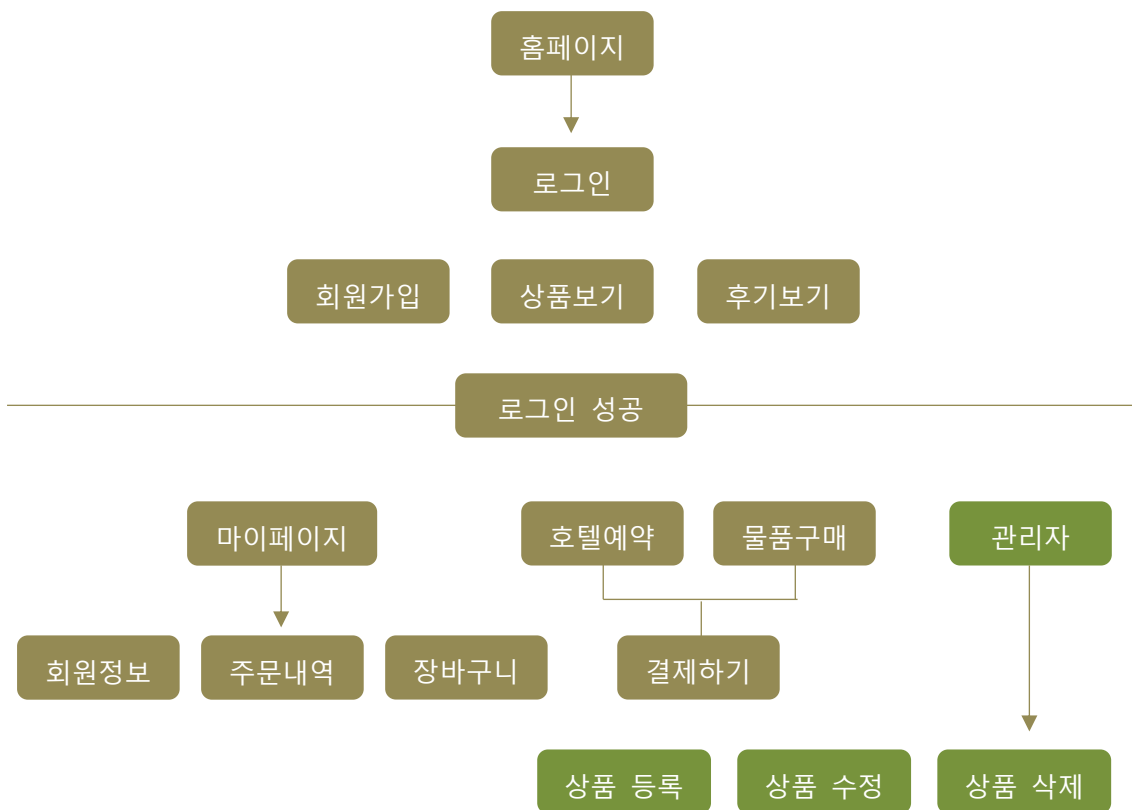 홈페이지
로그인
회원가입
상품보기
후기보기
로그인 성공
마이페이지
호텔예약
물품구매
관리자
회원정보
주문내역
장바구니
결제하기
상품 등록
상품 수정
상품 삭제